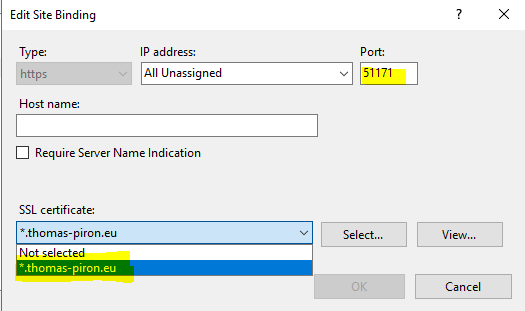 Edit Site Binding
?
Type:
IP address:
Port:
https
All Unassigned
51171
Host name:
Require Server Name Indication
SSL certificate:
*.thomas-piron.eu
Select...
View...
Not selected
*.thomas-piron.eu
OK
Cancel